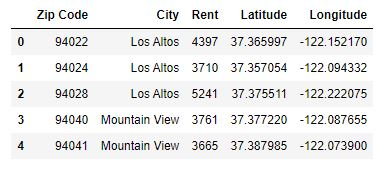 Zip Code City Rent Latitude Longitude
0 94022 Los Altos 4397 37.365997 -122.152170
1 94024 Los Altos 3710 37.357054 -122.094332
2 94028 Los Altos 5241 37.375511 -122.222075
3 94040 Mountain View 3761 37.377220 -122.087655
4 94041 Mountain View 3665 37.387985 -122.073900